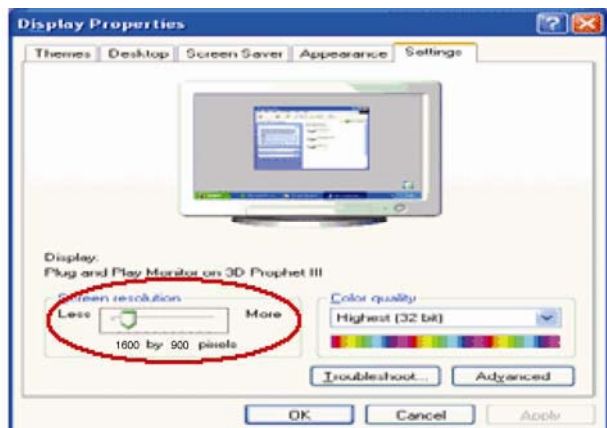 Display Properties
Themes Desktop Screen Saver Appearance Settings
Display:
Plug and Play Monitor on 3D Prophet III
Screen resolution
Less More
1600 by 900 pixels
Color quality
Highest (32 bit)
Troubleshoot... Advanced
OK Cancel Apply